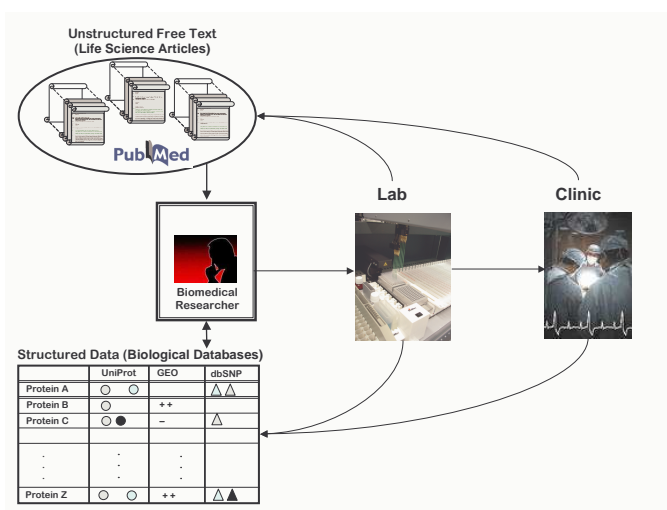 Unstructured Free Text
(Life Science Articles)
PubMed
Lab
Clinic
Biomedical
Researcher
Structured Data (Biological Databases)
UniProt GEO dbSNP
Protein A
Protein B ++
Protein C –
. . .
. . .
. . .
Protein Z ++